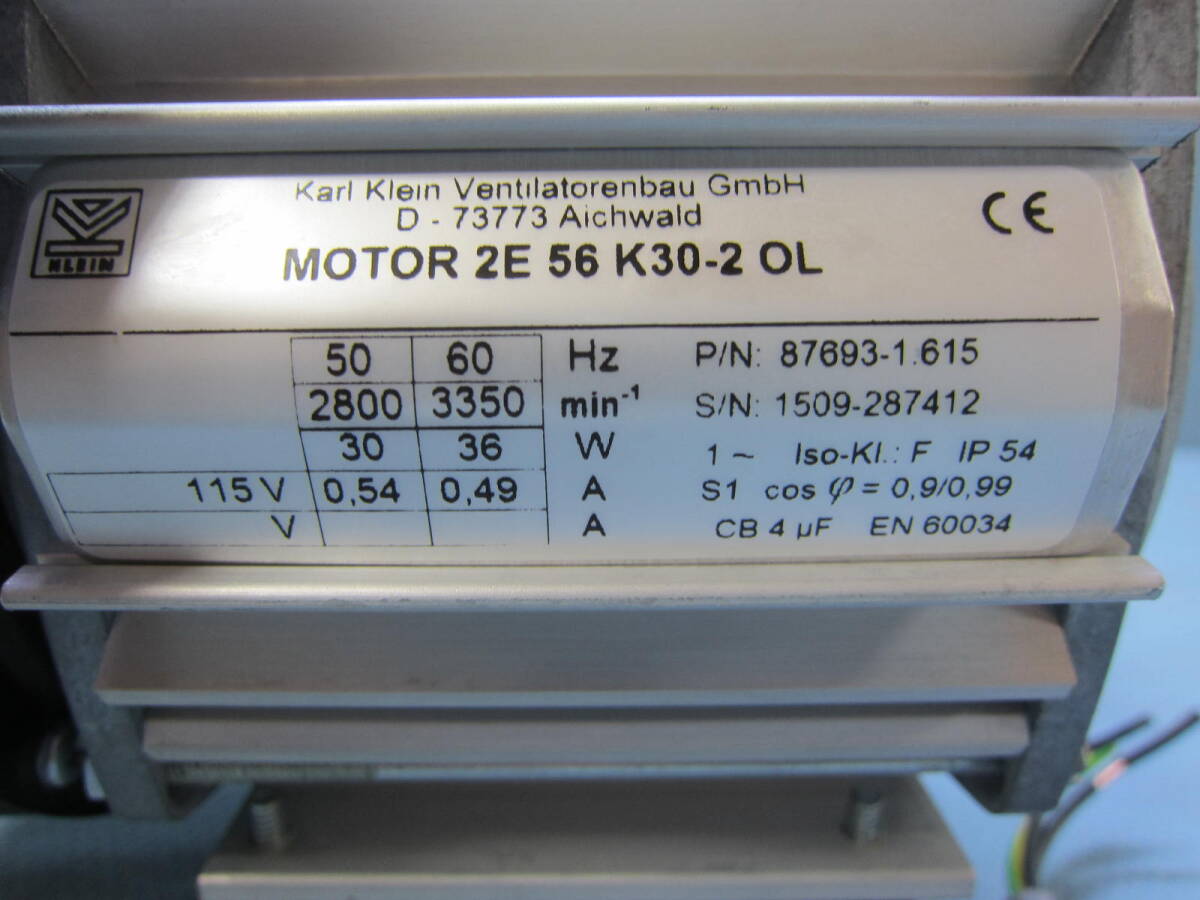 KLEIN
Karl Klein Ventilatorenbau GmbH
D - 73773 Aichwald
MOTOR 2E 56 K30-2 OL
CE
50 60 Hz
2800 3350 min⁻¹
30 36 W
115 V 0,54 0,49 A
V A
P/N: 87693-1.615
S/N: 1509-287412
1 ~ Iso-Kl.: F IP 54
S1 cos φ = 0,9/0,99
CB 4 µF EN 60034